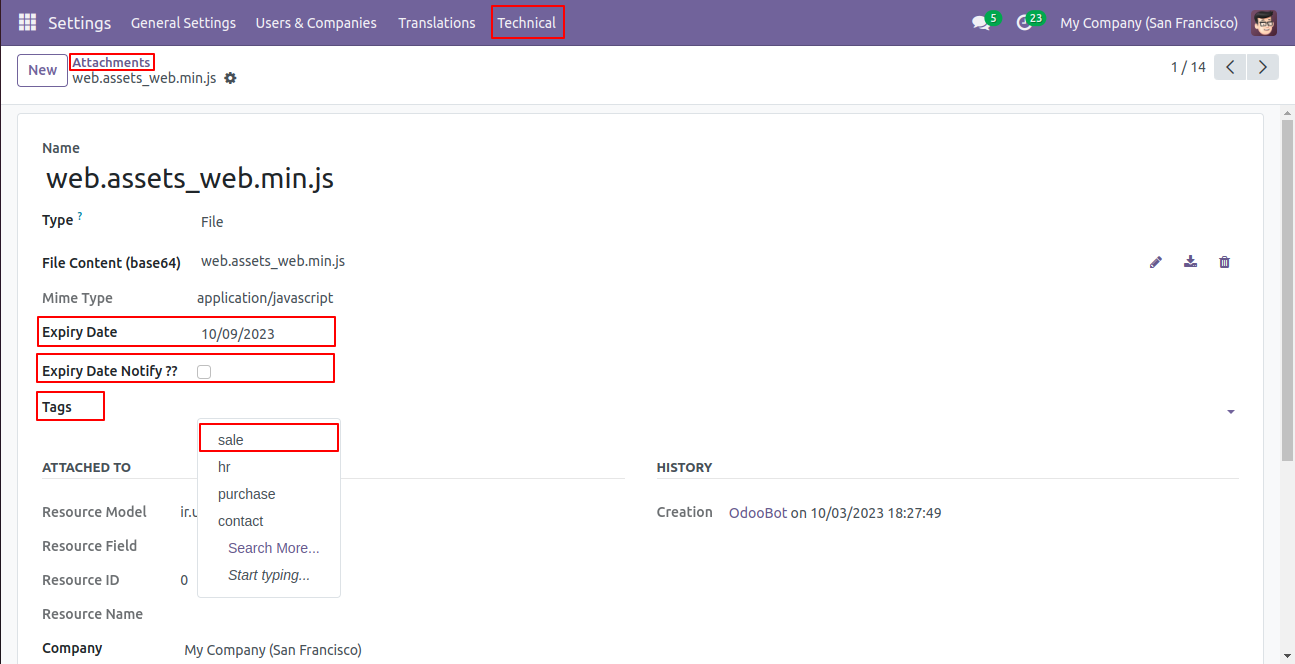 Settings General Settings Users & Companies Translations Technical 5 23 My Company (San Francisco)
New Attachments 1 / 14
web.assets_web.min.js
Name
web.assets_web.min.js
Type ? File
File Content (base64) web.assets_web.min.js
Mime Type application/javascript
Expiry Date 10/09/2023
Expiry Date Notify ??
Tags
sale
ATTACHED TO hr HISTORY
purchase
Resource Model ir.u contact Creation OdooBot on 10/03/2023 18:27:49
Resource Field Search More...
Resource ID 0 Start typing...
Resource Name
Company My Company (San Francisco)